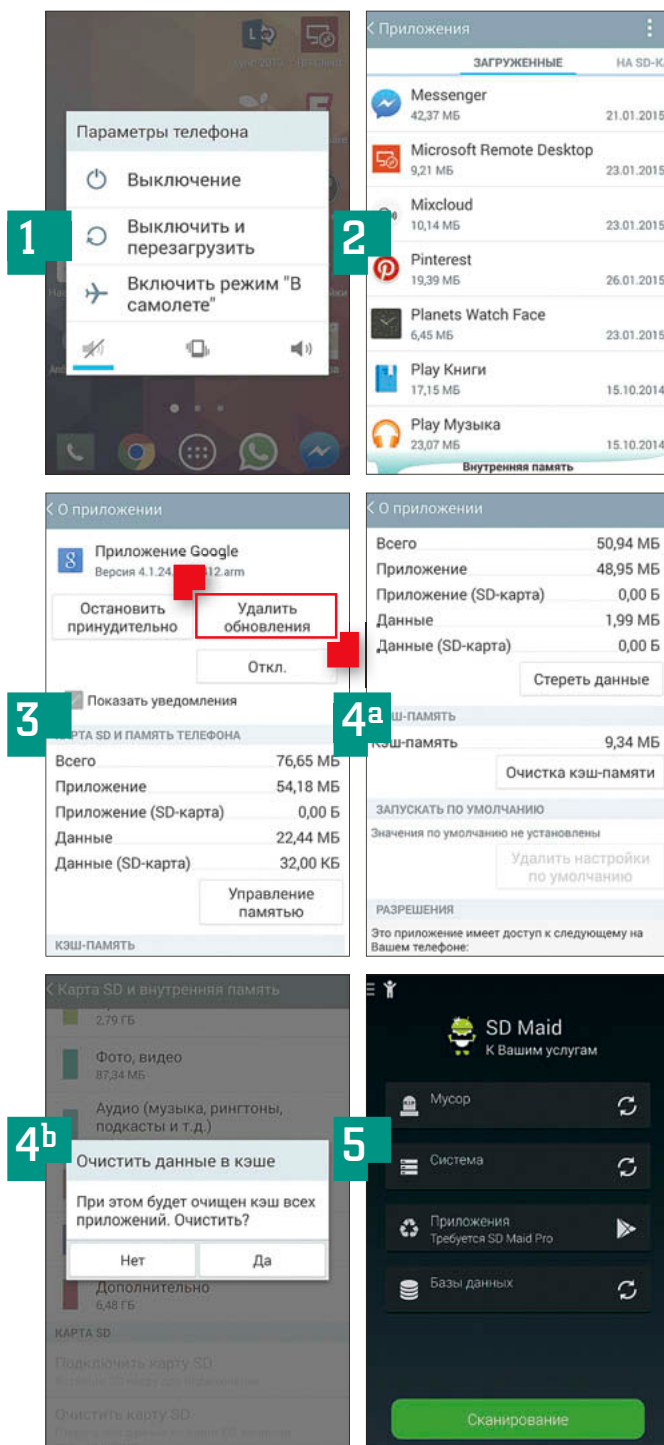 1
Параметры телефона
Выключение
Выключить и
перезагрузить
Включить режим "В
самолете"
2
Приложения
ЗАГРУЖЕННЫЕ
НА SD-К
Messenger
42,37 МБ
21.01.2015
Microsoft Remote Desktop
9,21 МБ
23.01.2015
Mixcloud
10,14 МБ
23.01.2015
Pinterest
19,39 МБ
26.01.2015
Planets Watch Face
6,45 МБ
23.01.2015
Play Книги
17,15 МБ
15.10.2014
Play Музыка
23,07 МБ
15.10.2014
Внутренняя память
3
О приложении
8
Приложение Google
Версия 4.1.24. 412.arm
Остановить
принудительно
Удалить
обновления
Откл.
Показать уведомления
РТА SD И ПАМЯТЬ ТЕЛЕФОНА
Всего 76,65 МБ
Приложение 54,18 МБ
Приложение (SD-карта) 0,00 Б
Данные 22,44 МБ
Данные (SD-карта) 32,00 КБ
Управление
памятью
КЭШ-ПАМЯТЬ
4a
О приложении
Всего 50,94 МБ
Приложение 48,95 МБ
Приложение (SD-карта) 0,00 Б
Данные 1,99 МБ
Данные (SD-карта) 0,00 Б
Стереть данные
Ш-ПАМЯТЬ
Кэш-память 9,34 МБ
Очистка кэш-памяти
ЗАПУСКАТЬ ПО УМОЛЧАНИЮ
Значения по умолчанию не установлены
Удалить настройки
по умолчанию
РАЗРЕШЕНИЯ
Это приложение имеет доступ к следующему на
Вашем телефоне:
4b
Карта SD и внутренняя память
2,79 ГБ
Фото, видео
87,34 МБ
Аудио (музыка, рингтоны,
подкасты и т.д.)
Очистить данные в кэше
При этом будет очищен кэш всех
приложений. Очистить?
Нет
Да
Дополнительно
6,48 ГБ
КАРТА SD
Подключить карту SD
Очистить карту SD
5
SD Maid
К Вашим услугам
Мусор
Система
Приложения
Требуется SD Maid Pro
Базы данных
Сканирование